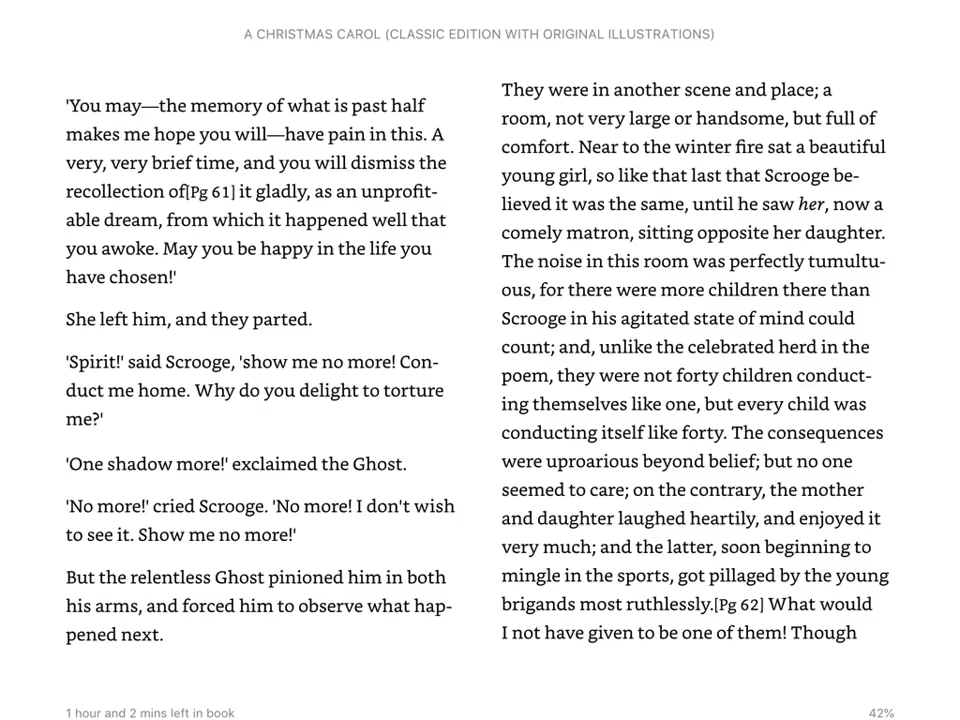 A CHRISTMAS CAROL (CLASSIC EDITION WITH ORIGINAL ILLUSTRATIONS)
'You may—the memory of what is past half
makes me hope you will—have pain in this. A
very, very brief time, and you will dismiss the
recollection of[Pg 61] it gladly, as an unprofit-
able dream, from which it happened well that
you awoke. May you be happy in the life you
have chosen!'
She left him, and they parted.
'Spirit!' said Scrooge, 'show me no more! Con-
duct me home. Why do you delight to torture
me?'
'One shadow more!' exclaimed the Ghost.
'No more!' cried Scrooge. 'No more! I don't wish
to see it. Show me no more!'
But the relentless Ghost pinioned him in both
his arms, and forced him to observe what hap-
pened next.
They were in another scene and place; a
room, not very large or handsome, but full of
comfort. Near to the winter fire sat a beautiful
young girl, so like that last that Scrooge be-
lieved it was the same, until he saw her, now a
comely matron, sitting opposite her daughter.
The noise in this room was perfectly tumultu-
ous, for there were more children there than
Scrooge in his agitated state of mind could
count; and, unlike the celebrated herd in the
poem, they were not forty children conduct-
ing themselves like one, but every child was
conducting itself like forty. The consequences
were uproarious beyond belief; but no one
seemed to care; on the contrary, the mother
and daughter laughed heartily, and enjoyed it
very much; and the latter, soon beginning to
mingle in the sports, got pillaged by the young
brigands most ruthlessly.[Pg 62] What would
I not have given to be one of them! Though
1 hour and 2 mins left in book
42%